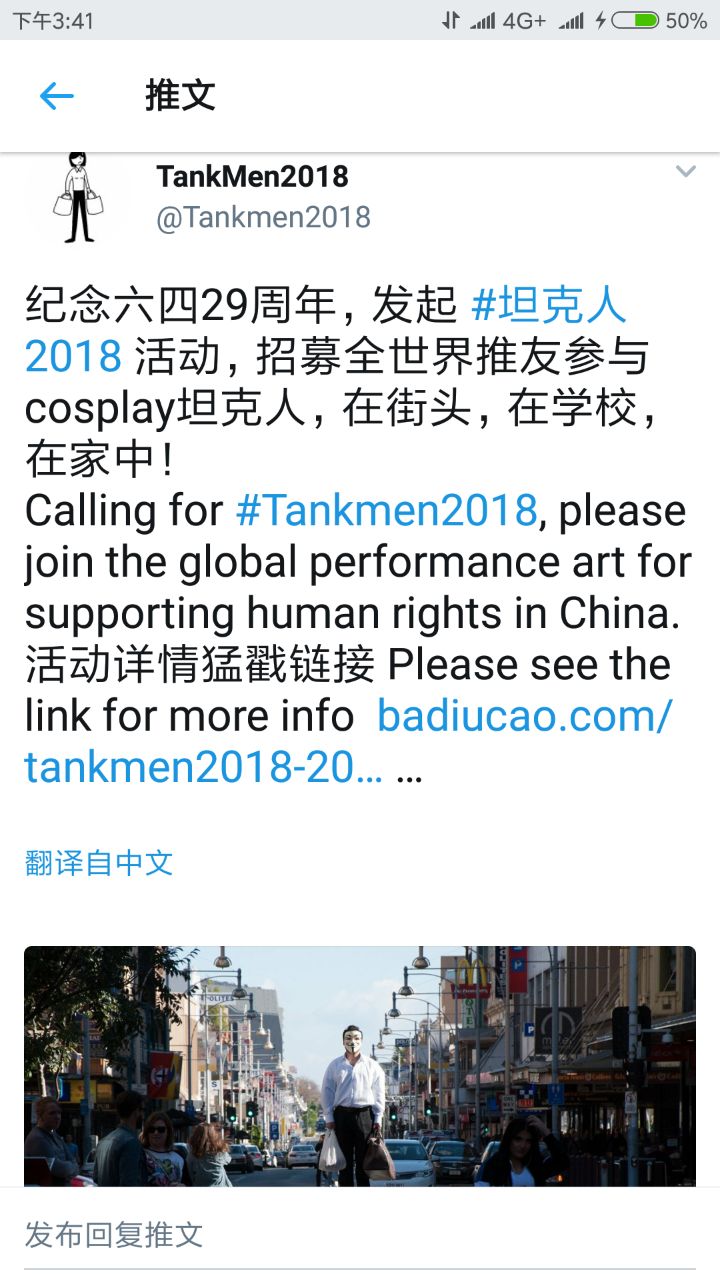 下午3:41
4G+
50%
推文
TankMen2018
@Tankmen2018
纪念六四29周年，发起 #坦克人
2018 活动，招募全世界推友参与
cosplay坦克人，在街头，在学校，
在家中！
Calling for #Tankmen2018, please
join the global performance art for
supporting human rights in China.
活动详情猛戳链接 Please see the
link for more info badiucao.com/
tankmen2018-20… …
翻译自中文
发布回复推文